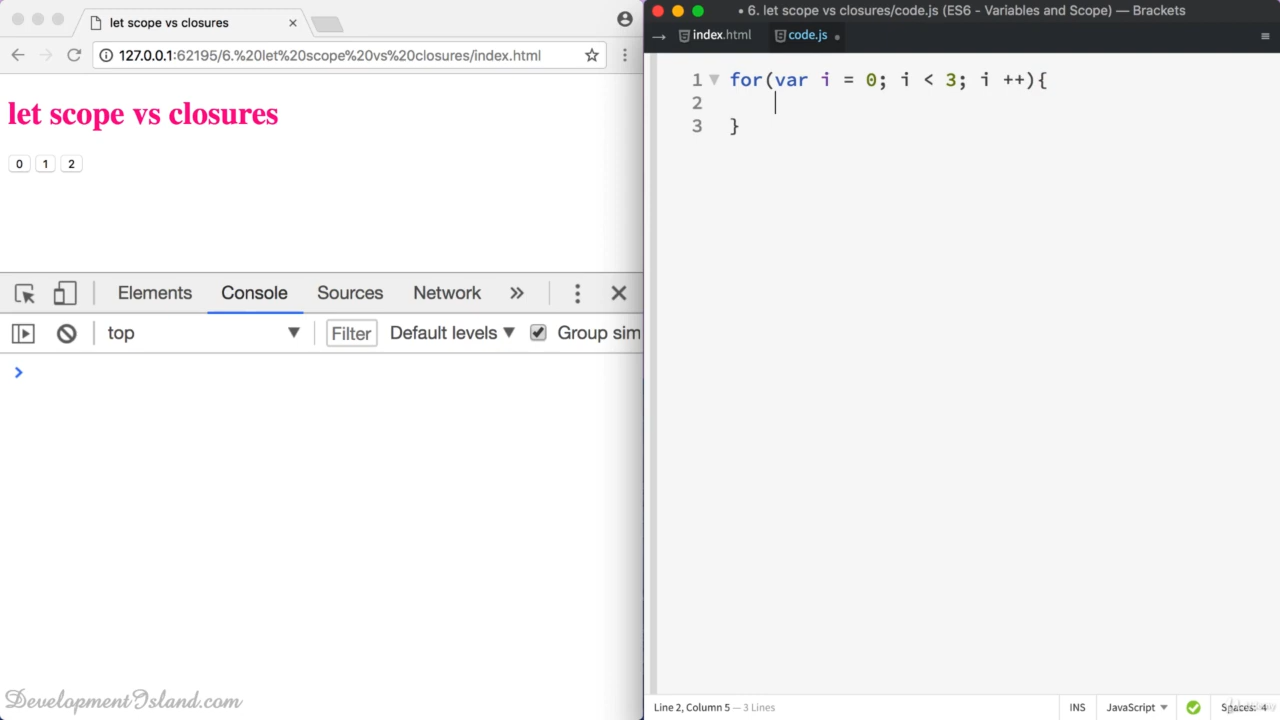 let scope vs closures
127.0.0.1:62195/6.%20let%20scope%20vs%20closures/index.html
let scope vs closures
0 1 2
Elements Console Sources Network »
top Filter Default levels Group sim
DevelopmentIsland.com
6. let scope vs closures/code.js (ES6 - Variables and Scope) — Brackets
index.html code.js
1 for(var i = 0; i < 3; i ++){
2
3 }
Line 2, Column 5 — 3 Lines
INS JavaScript Spaces: 4